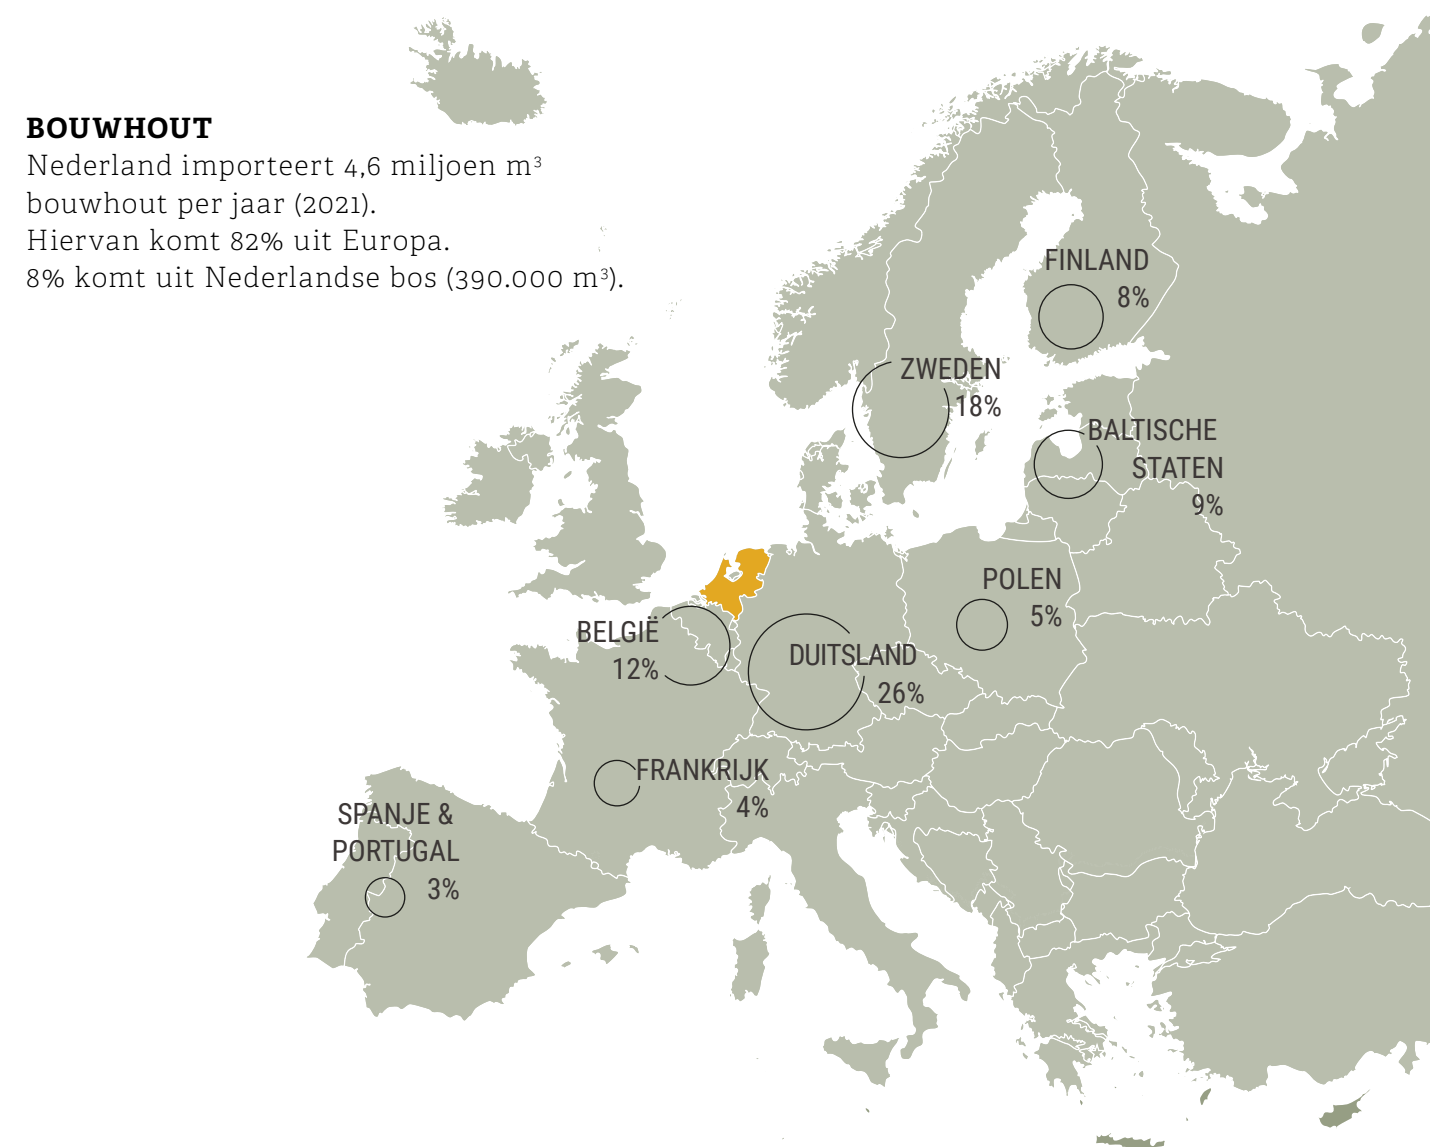 BOUWHOUT
Nederland importeert 4,6 miljoen m³
bouwhout per jaar (2021).
Hiervan komt 82% uit Europa.
8% komt uit Nederlandse bos (390.000 m³).
FINLAND
8%
ZWEDEN
18%
BALTISCHE
STATEN
9%
POLEN
5%
BELGIË
12%
DUITSLAND
26%
FRANKRIJK
4%
SPANJE &
PORTUGAL
3%